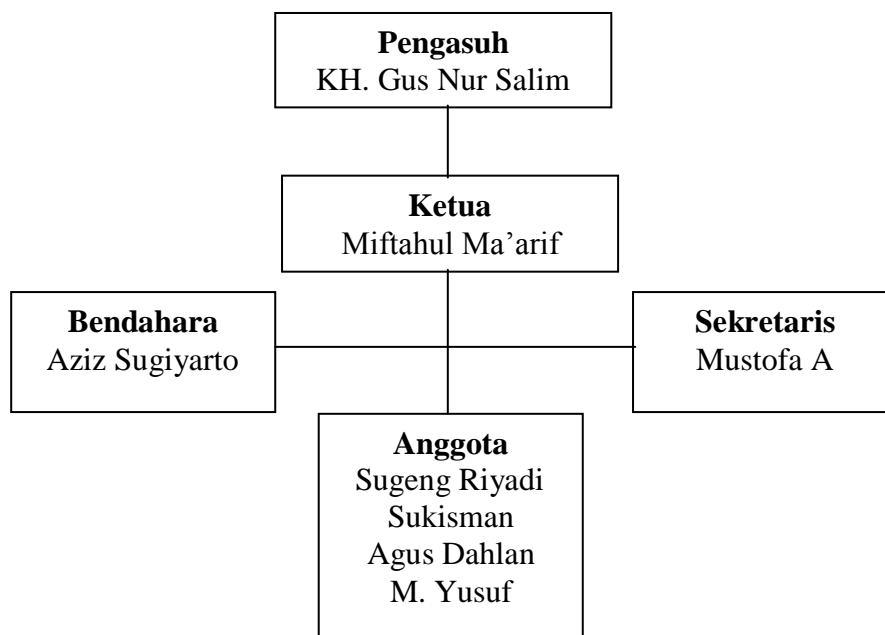 Pengasuh
KH. Gus Nur Salim
Ketua
Miftahul Ma’arif
Bendahara
Aziz Sugiyarto
Sekretaris
Mustofa A
Anggota
Sugeng Riyadi
Sukisman
Agus Dahlan
M. Yusuf